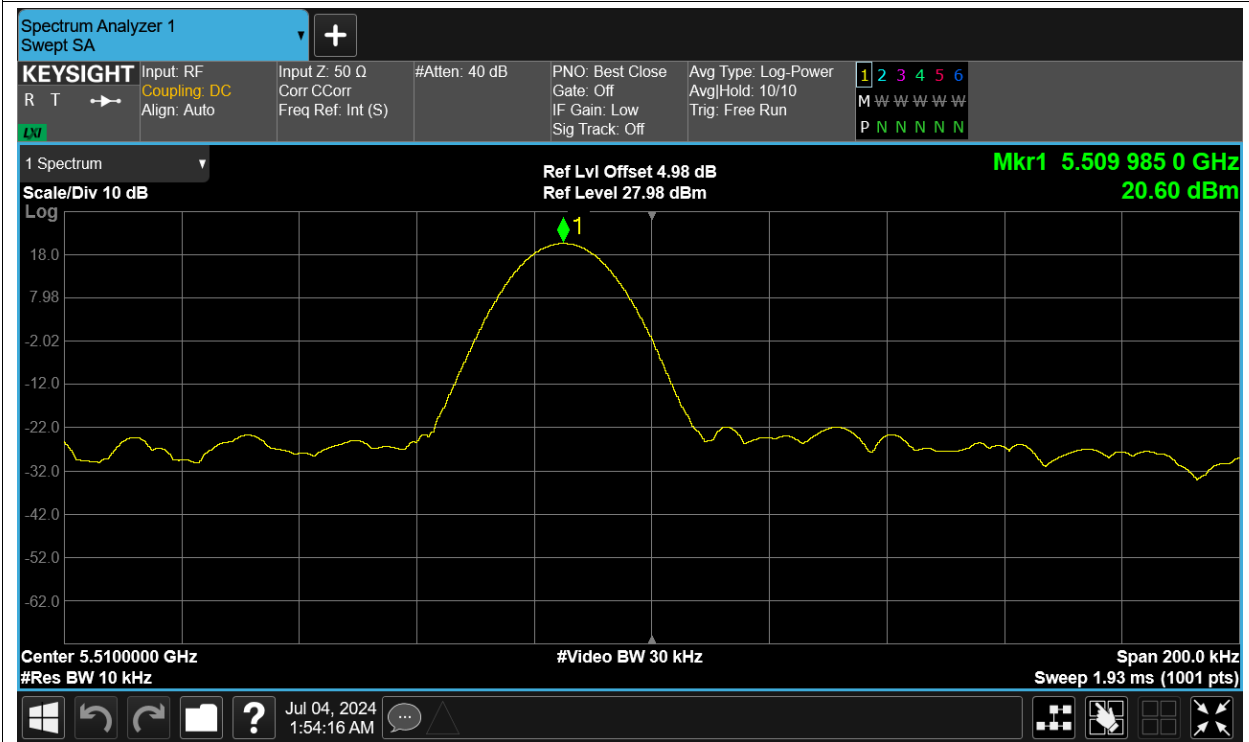 Spectrum Analyzer 1
Swept SA
+
KEYSIGHT
R T
LXI
Input: RF
Coupling: DC
Align: Auto
Input Z: 50 Ω
Corr CCorr
Freq Ref: Int (S)
#Atten: 40 dB
PNO: Best Close
Gate: Off
IF Gain: Low
Sig Track: Off
Avg Type: Log-Power
Avg|Hold: 10/10
Trig: Free Run
1 2 3 4 5 6
M W W W W W
P N N N N N
1 Spectrum
Scale/Div 10 dB
Log
Ref Lvl Offset 4.98 dB
Ref Level 27.98 dBm
Mkr1 5.509 985 0 GHz
20.60 dBm
1
18.0
7.98
-2.02
-12.0
-22.0
-32.0
-42.0
-52.0
-62.0
Center 5.5100000 GHz
#Res BW 10 kHz
#Video BW 30 kHz
Span 200.0 kHz
Sweep 1.93 ms (1001 pts)
?
Jul 04, 2024
1:54:16 AM